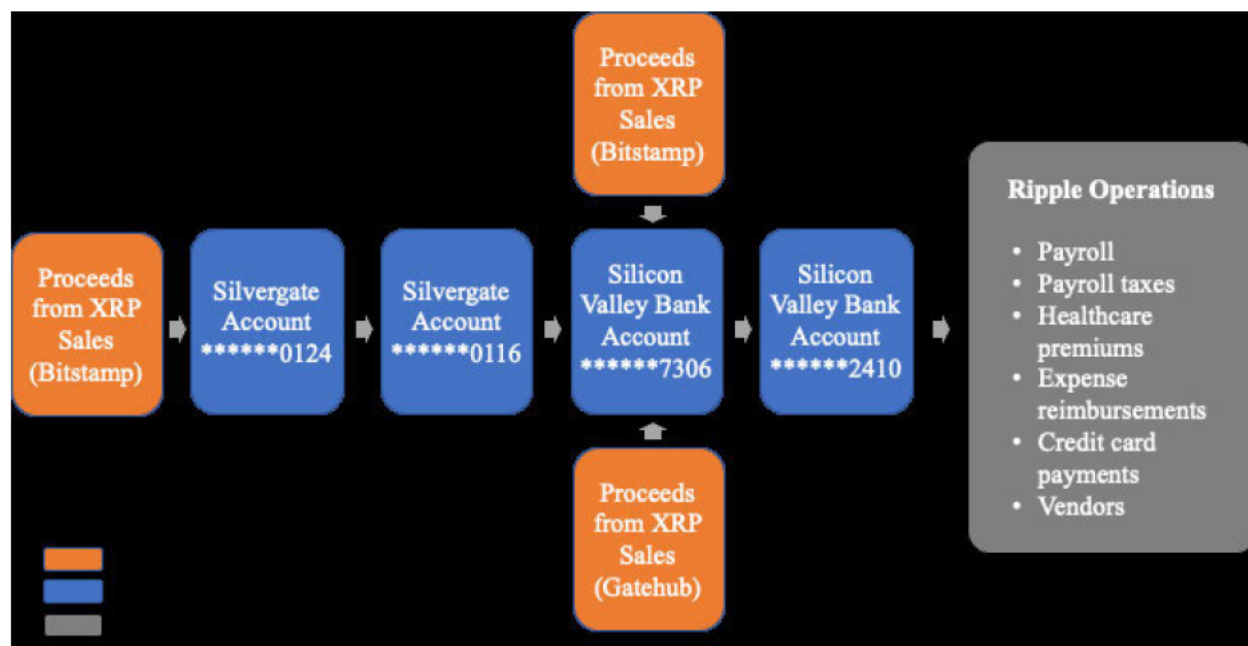 Proceeds
from XRP
Sales
(Bitstamp)
Proceeds
from XRP
Sales
(Bitstamp)
Silvergate
Account
******0124
Silvergate
Account
******0116
Silicon
Valley Bank
Account
******7306
Silicon
Valley Bank
Account
******2410
Proceeds
from XRP
Sales
(Gatehub)
Ripple Operations
• Payroll
• Payroll taxes
• Healthcare
premiums
• Expense
reimbursements
• Credit card
payments
• Vendors